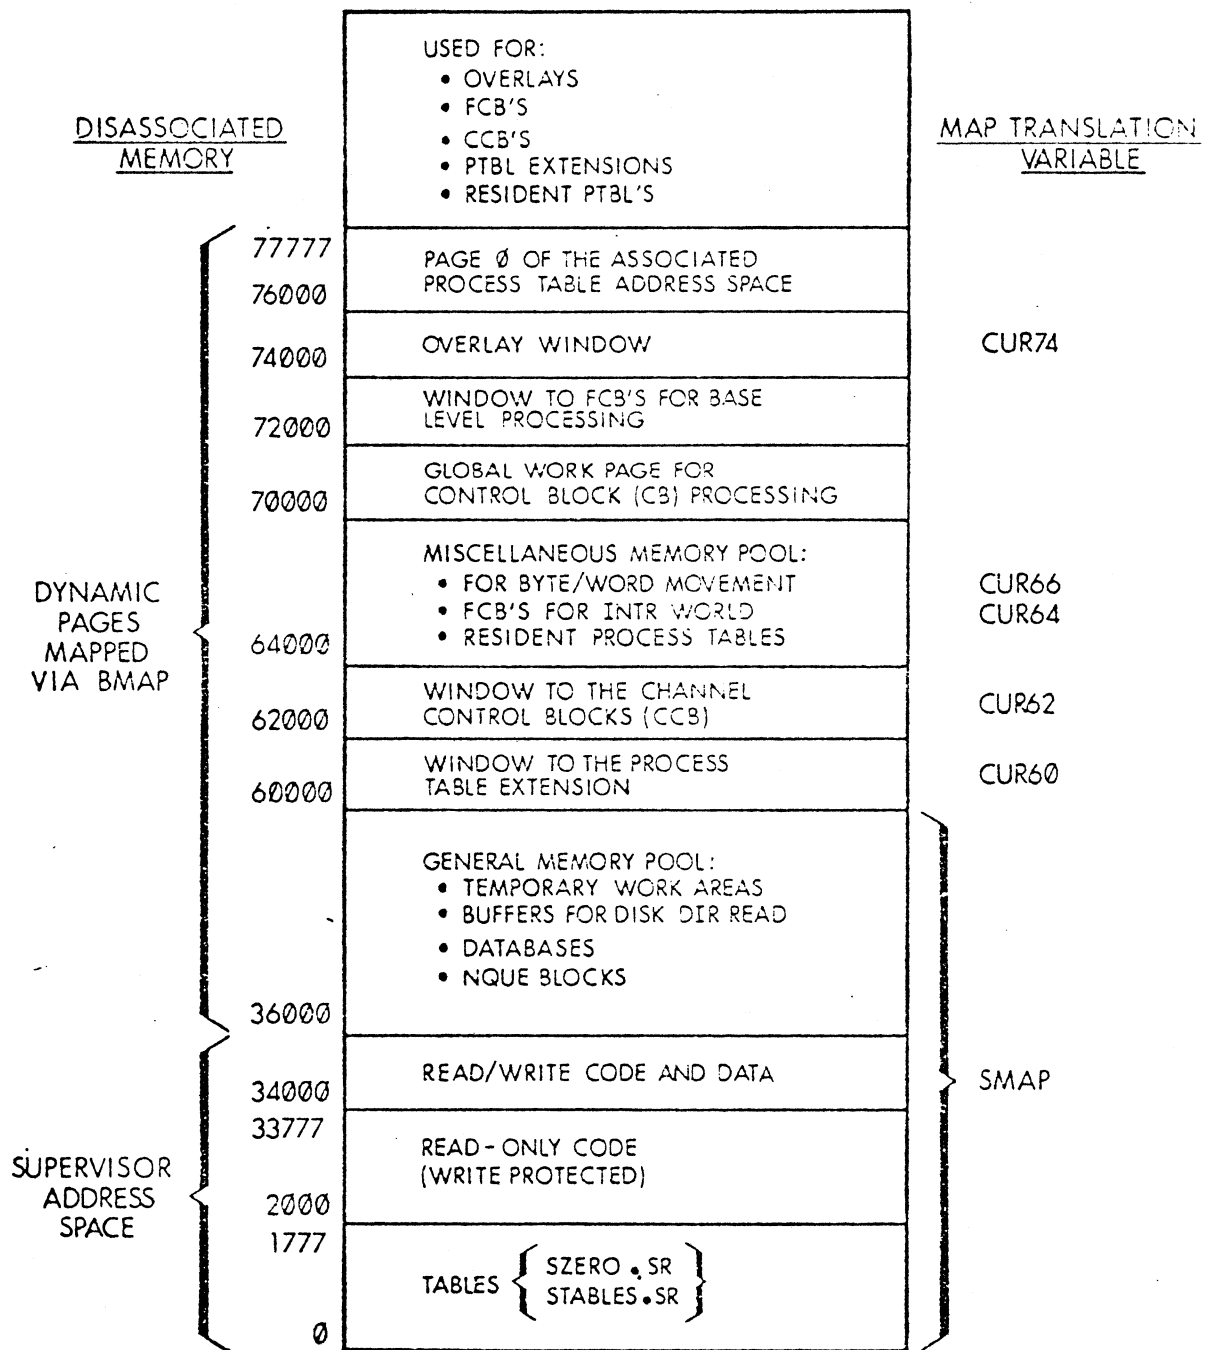 USED FOR:
• OVERLAYS
• FCB'S
• CCB'S
• PTBL EXTENSIONS
• RESIDENT PTBL'S
DISASSOCIATED
MEMORY
MAP TRANSLATION
VARIABLE
77777
76000
PAGE 0 OF THE ASSOCIATED
PROCESS TABLE ADDRESS SPACE
74000
OVERLAY WINDOW
CUR74
72000
WINDOW TO FCB'S FOR BASE
LEVEL PROCESSING
70000
GLOBAL WORK PAGE FOR
CONTROL BLOCK (CB) PROCESSING
DYNAMIC
PAGES
MAPPED
VIA BMAP
64000
MISCELLANEOUS MEMORY POOL:
• FOR BYTE/WORD MOVEMENT
• FCB'S FOR INTR WORLD
• RESIDENT PROCESS TABLES
CUR66
CUR64
62000
WINDOW TO THE CHANNEL
CONTROL BLOCKS (CCB)
CUR62
60000
WINDOW TO THE PROCESS
TABLE EXTENSION
CUR60
36000
GENERAL MEMORY POOL:
• TEMPORARY WORK AREAS
• BUFFERS FOR DISK DIR READ
• DATABASES
• NQUE BLOCKS
34000
READ/WRITE CODE AND DATA
SMAP
33777
2000
READ-ONLY CODE
(WRITE PROTECTED)
SUPERVISOR
ADDRESS
SPACE
1777
0
TABLES
SZERO.SR
STABLES.SR